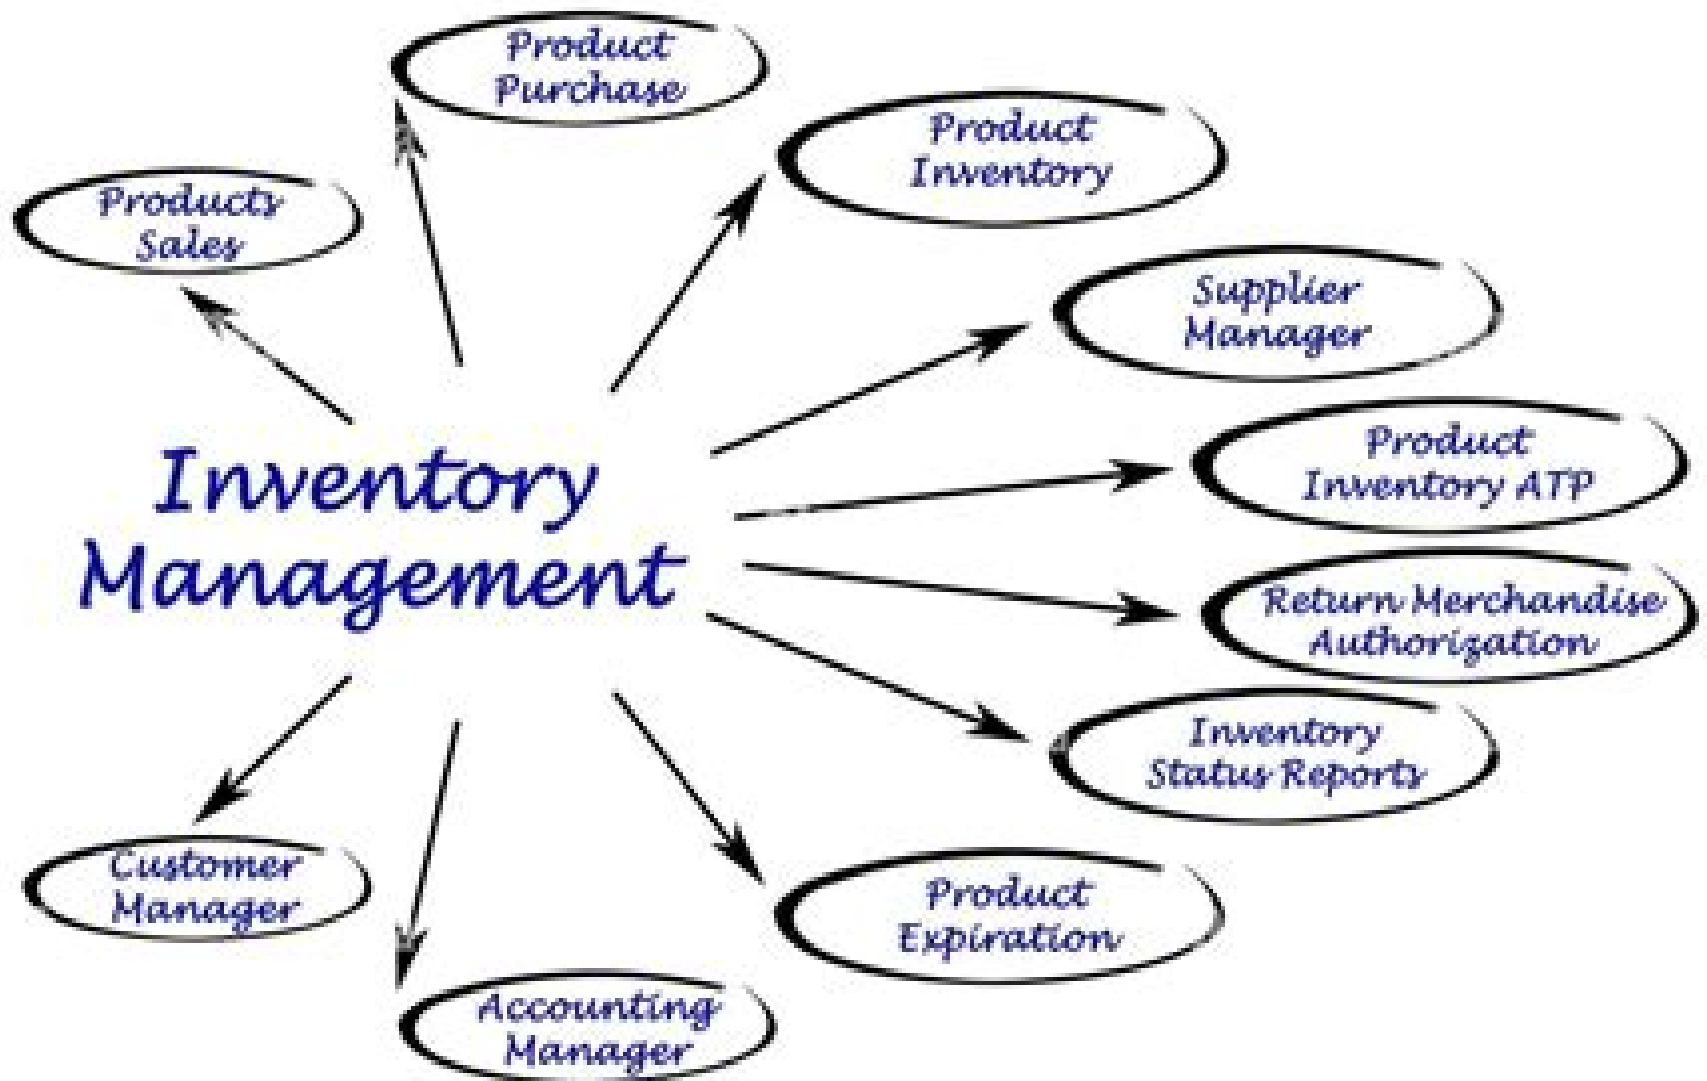 Product
Purchase
Product
Inventory
Products
Sales
Supplier
Manager
Product
Inventory ATP
Inventory
Management
Return Merchandise
Authorization
Inventory
Status Reports
Customer
Manager
Product
Expiration
Accounting
Manager